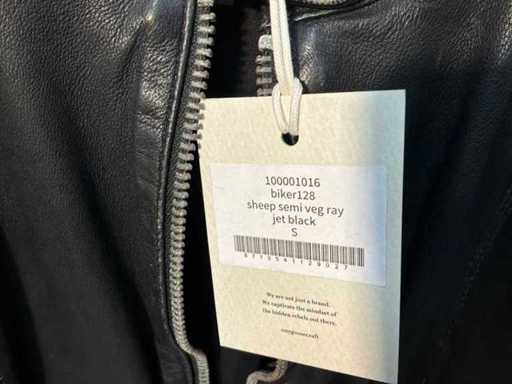 100001016
biker128
sheep semi veg ray
jet black
S
We are not just a brand.
We captivate the mindset of
the hidden rebels out there.